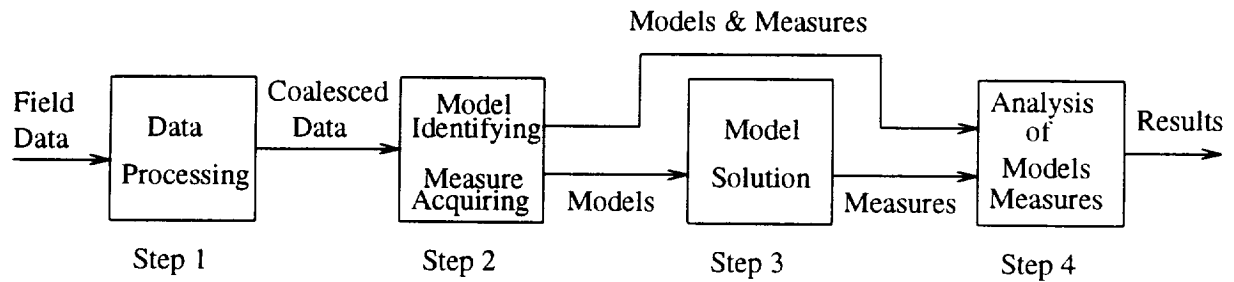 Models & Measures
Field
Data
Data
Processing
Coalesced
Data
Model
Identifying
Measure
Acquiring
Models
Model
Solution
Measures
Analysis
of
Models
Measures
Results
Step 1
Step 2
Step 3
Step 4